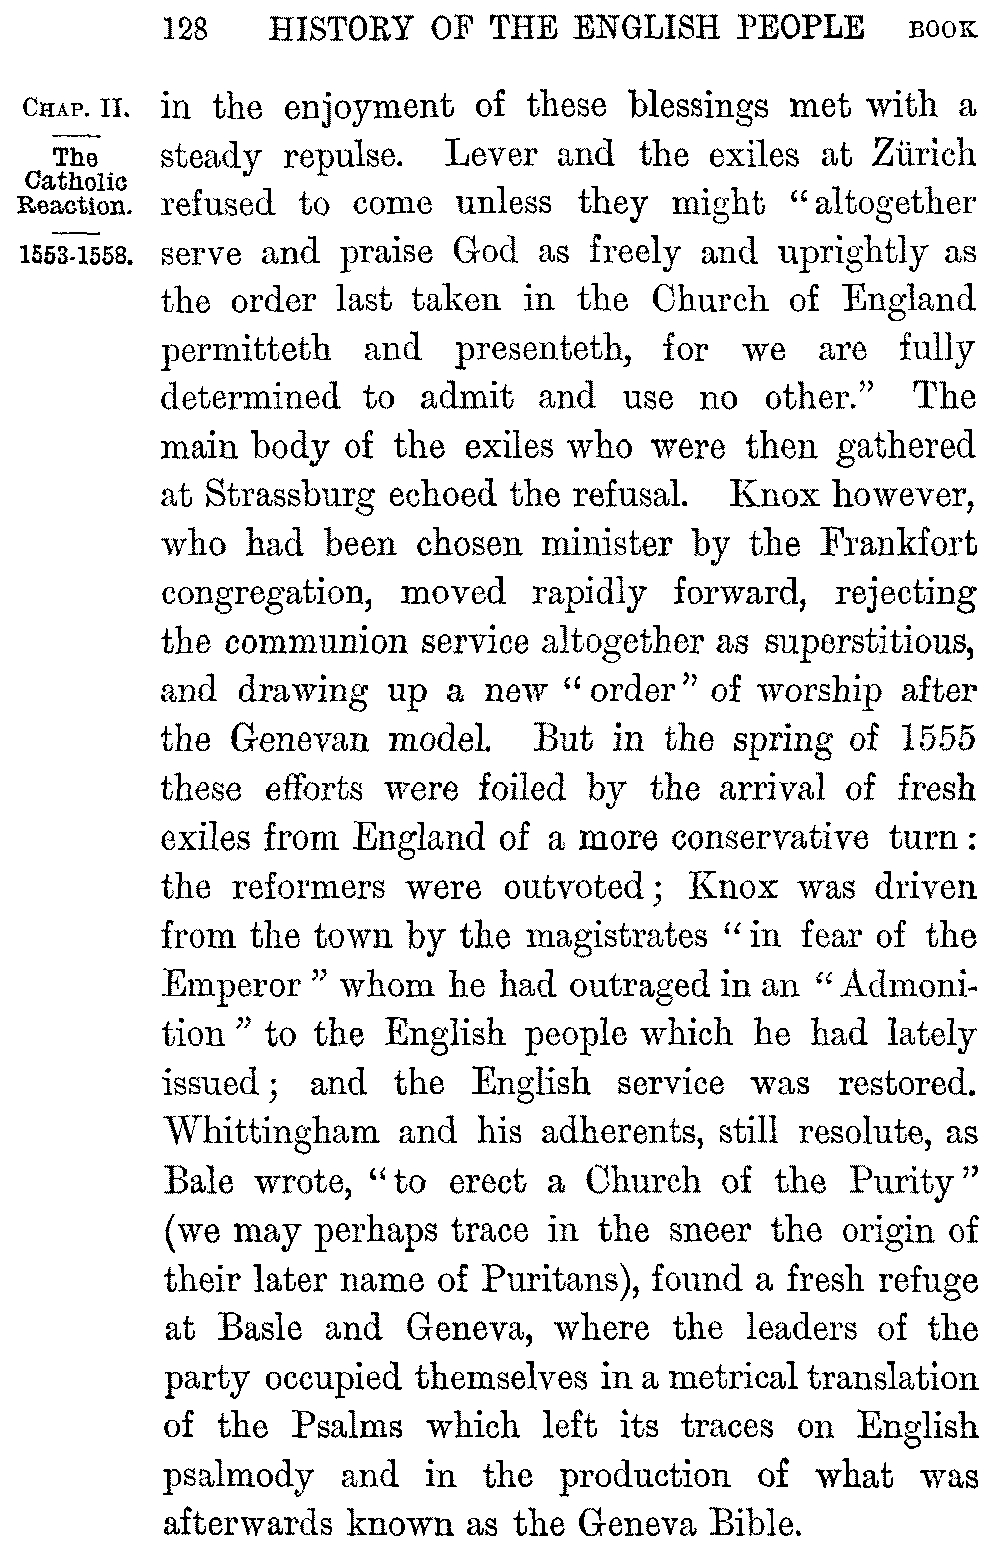 128 HISTORY OF THE ENGLISH PEOPLE BOOK
CHAP. II.
The
Catholic
Reaction.
1553-1558.
in the enjoyment of these blessings met with a
steady repulse. Lever and the exiles at Zürich
refused to come unless they might “altogether
serve and praise God as freely and uprightly as
the order last taken in the Church of England
permitteth and presenteth, for we are fully
determined to admit and use no other.” The
main body of the exiles who were then gathered
at Strassburg echoed the refusal. Knox however,
who had been chosen minister by the Frankfort
congregation, moved rapidly forward, rejecting
the communion service altogether as superstitious,
and drawing up a new “order” of worship after
the Genevan model. But in the spring of 1555
these efforts were foiled by the arrival of fresh
exiles from England of a more conservative turn:
the reformers were outvoted; Knox was driven
from the town by the magistrates “in fear of the
Emperor” whom he had outraged in an “Admoni-
tion” to the English people which he had lately
issued; and the English service was restored.
Whittingham and his adherents, still resolute, as
Bale wrote, “to erect a Church of the Purity”
(we may perhaps trace in the sneer the origin of
their later name of Puritans), found a fresh refuge
at Basle and Geneva, where the leaders of the
party occupied themselves in a metrical translation
of the Psalms which left its traces on English
psalmody and in the production of what was
afterwards known as the Geneva Bible.